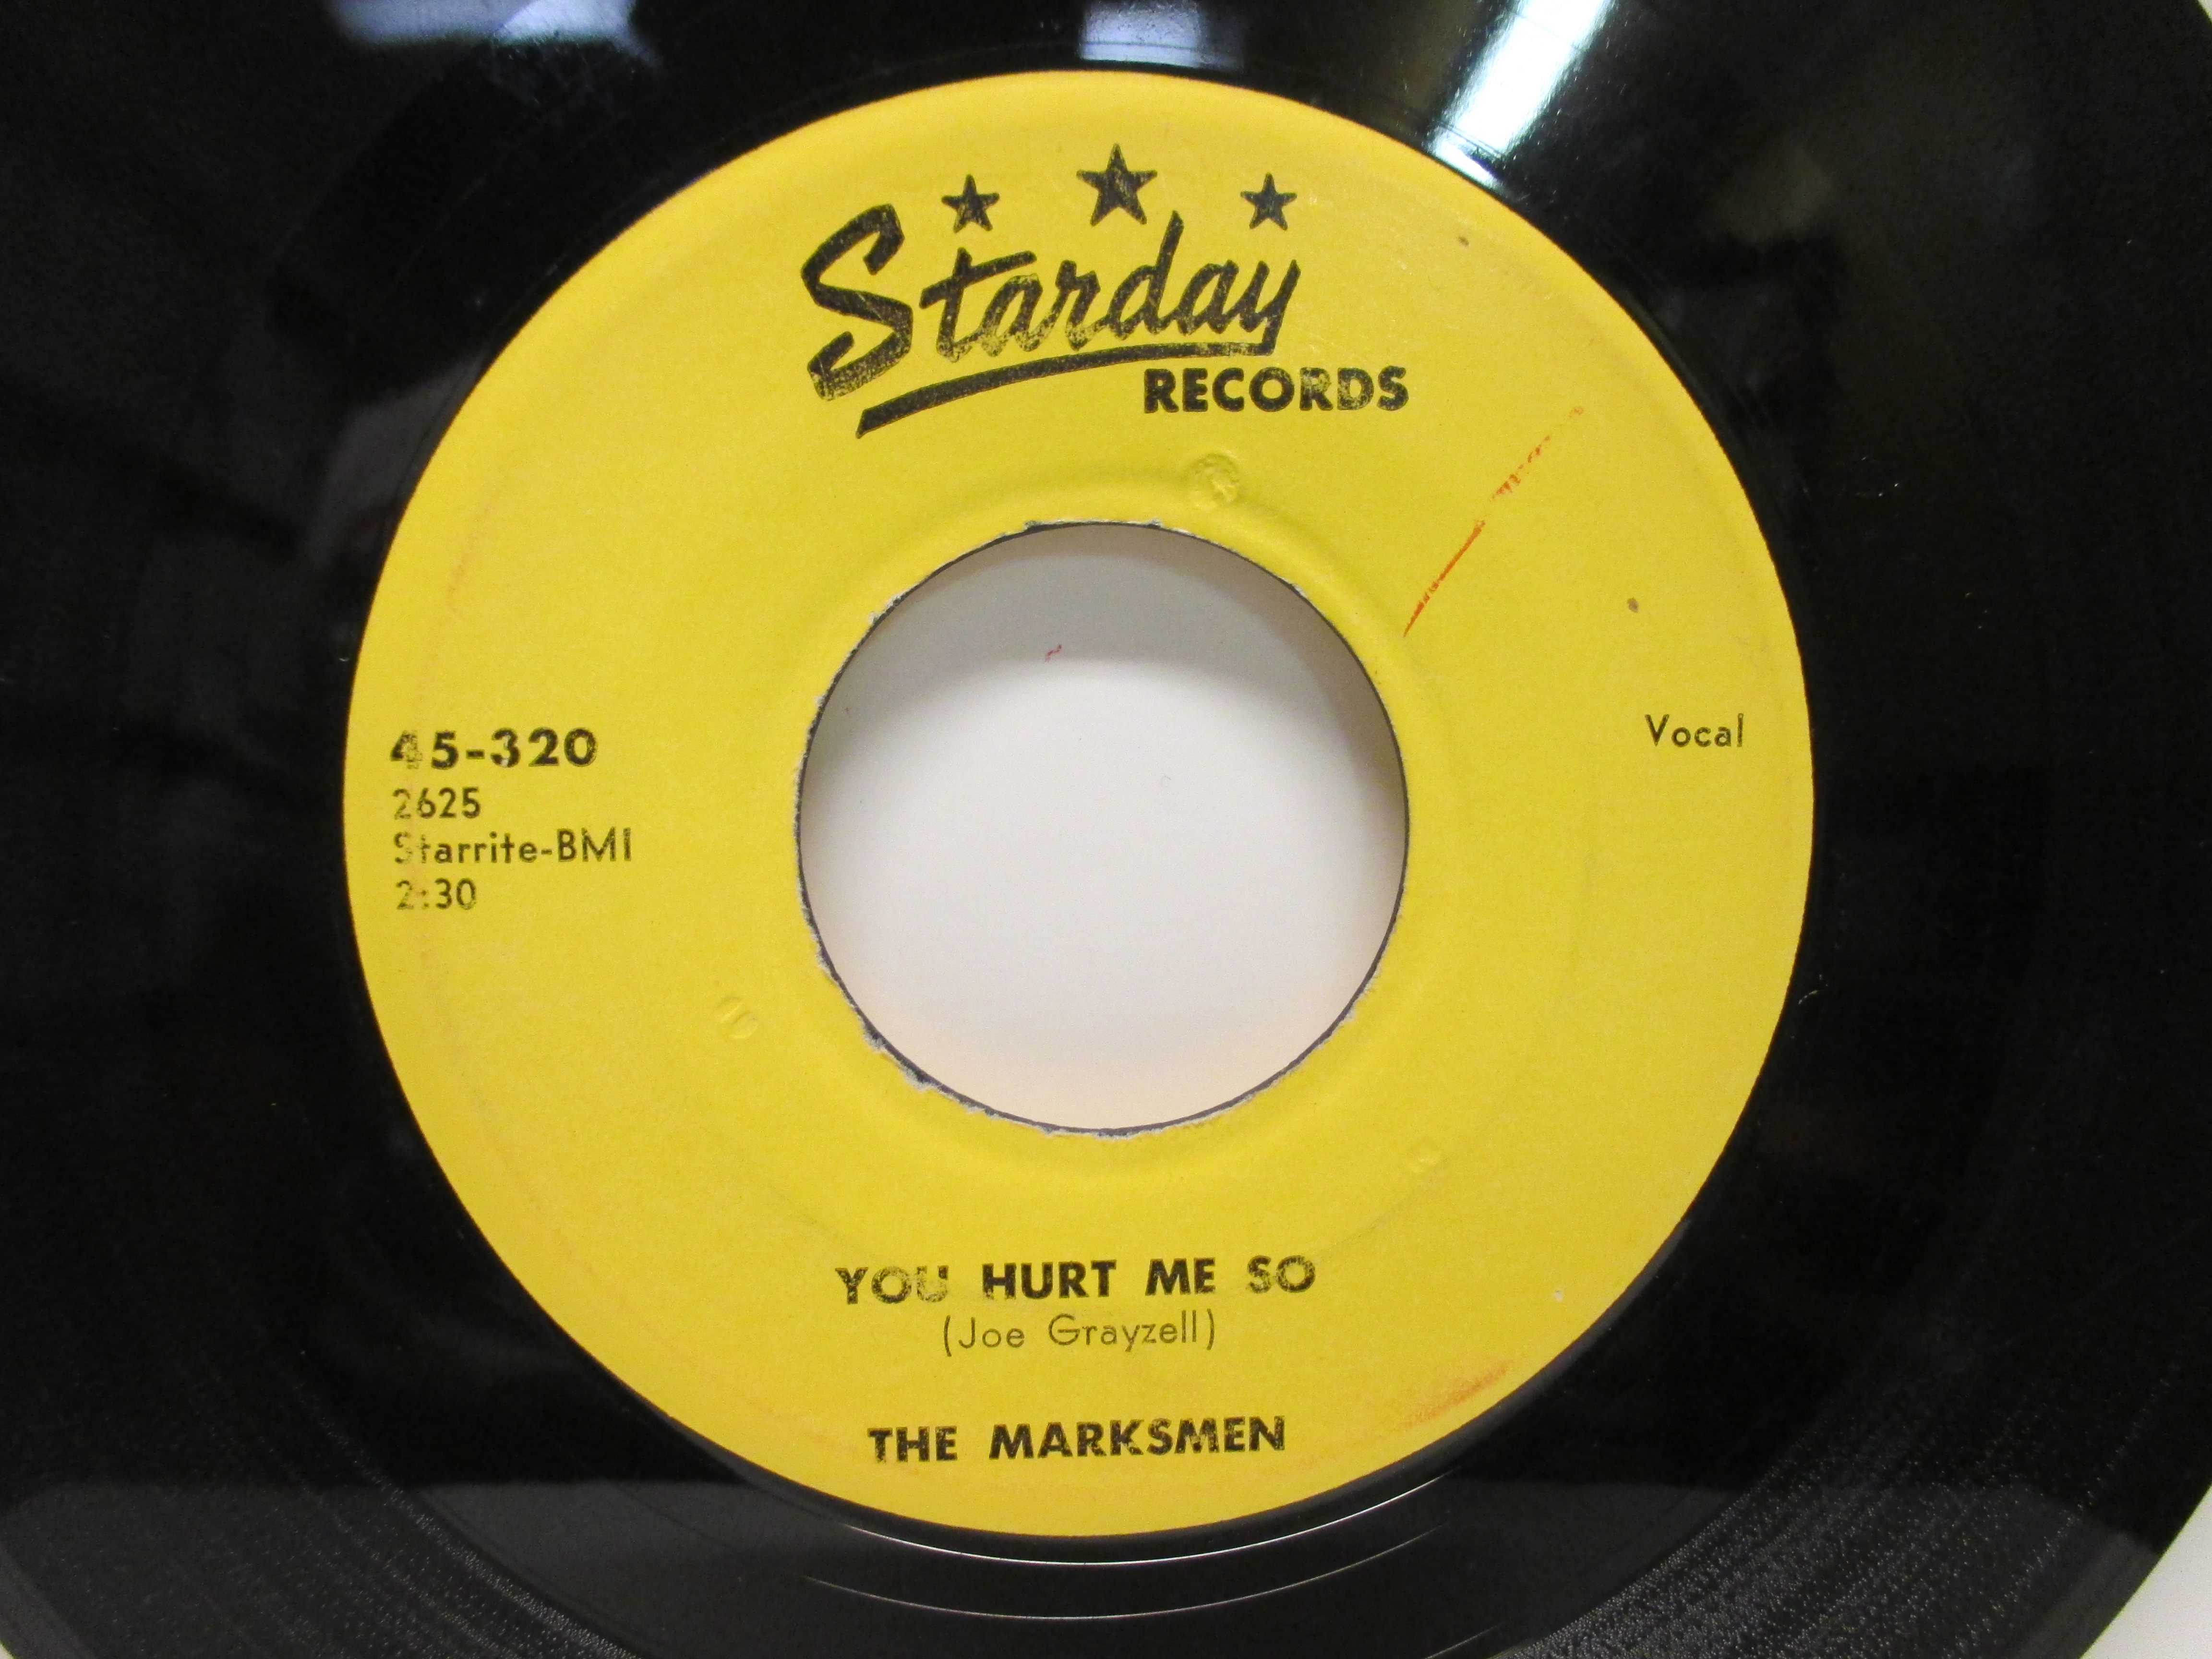 Starday
RECORDS
45-320
2625
Starrite-BMI
2:30
Vocal
YOU HURT ME SO
(Joe Grayzell)
THE MARKSMEN